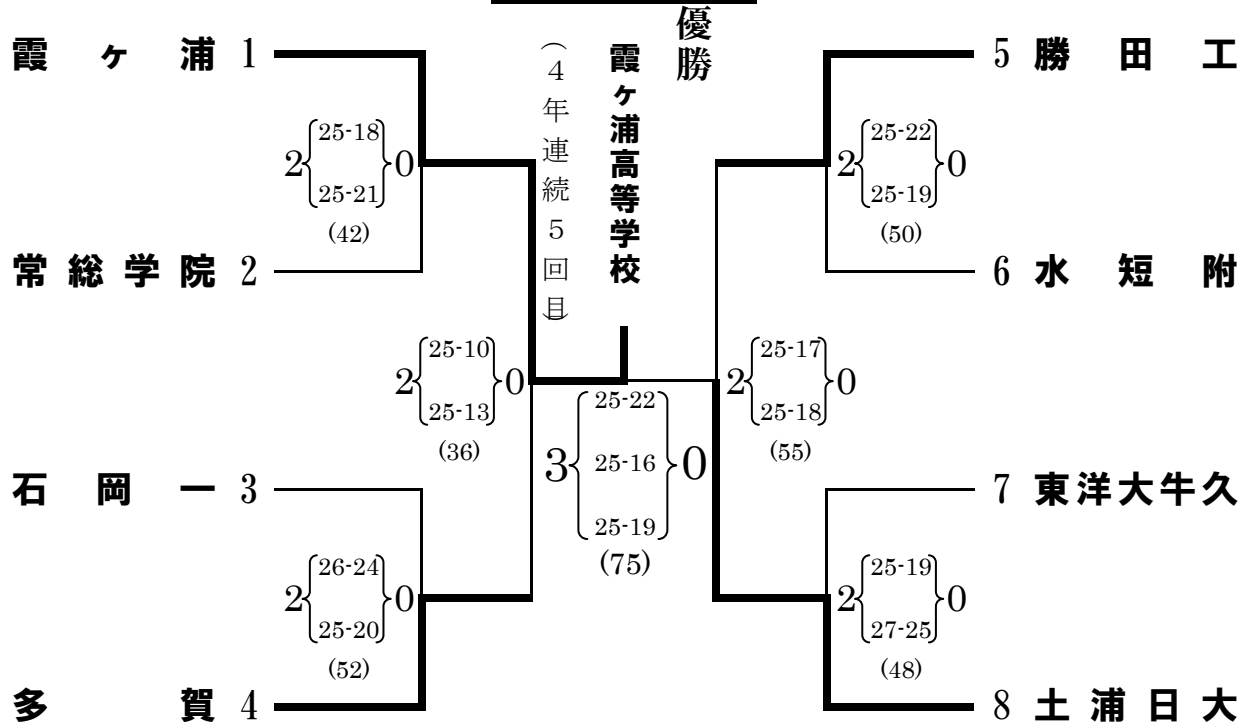 優勝
霞ヶ浦高等学校
（4年連続5回目）
霞ヶ浦 1
2 25-18 0
25-21
(42)
常総学院 2
2 25-10 0
25-13
(36)
石岡一 3
2 26-24 0
25-20
(52)
多賀 4
25-22
3 25-16 0
25-19
(75)
5 勝田工
2 25-22 0
25-19
(50)
6 水短附
2 25-17 0
25-18
(55)
7 東洋大牛久
2 25-19 0
27-25
(48)
8 土浦日大